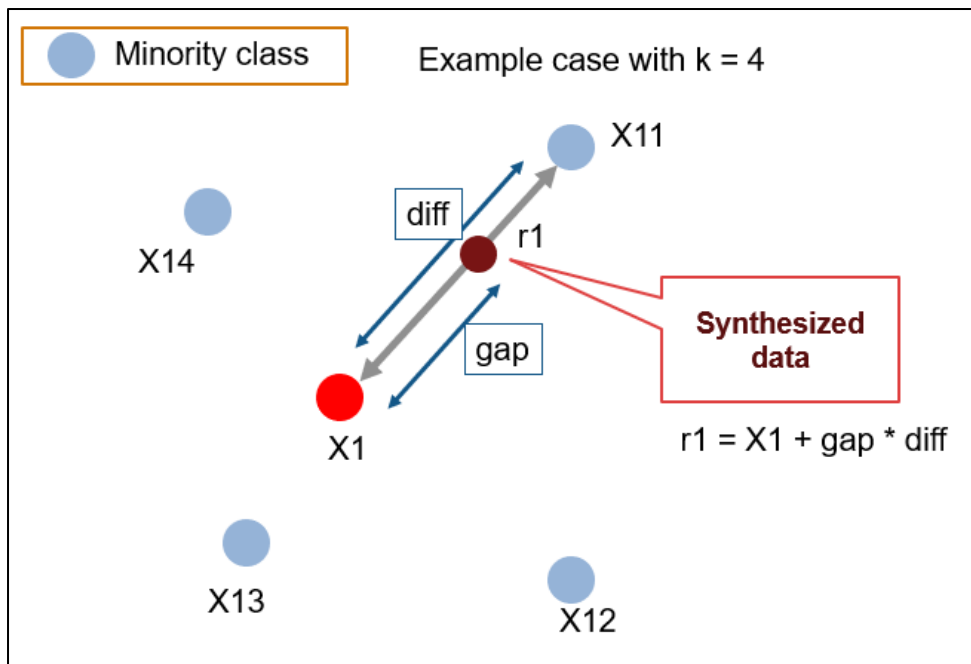 Minority class
Example case with k = 4
X11
diff
r1
X14
Synthesized
data
gap
X1
r1 = X1 + gap * diff
X13
X12